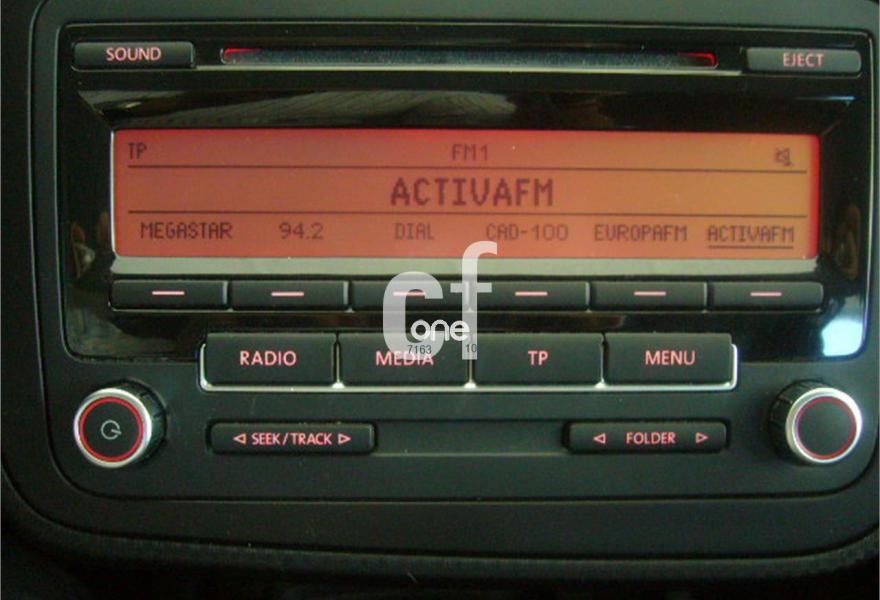 SOUND EJECT
TP FM1
ACTIVAFM
MEGASTAR 94.2 DIAL CAD-100 EUROPAFM ACTIVAFM
cf
one
7163 10
RADIO MEDIA TP MENU
SEEK/TRACK FOLDER